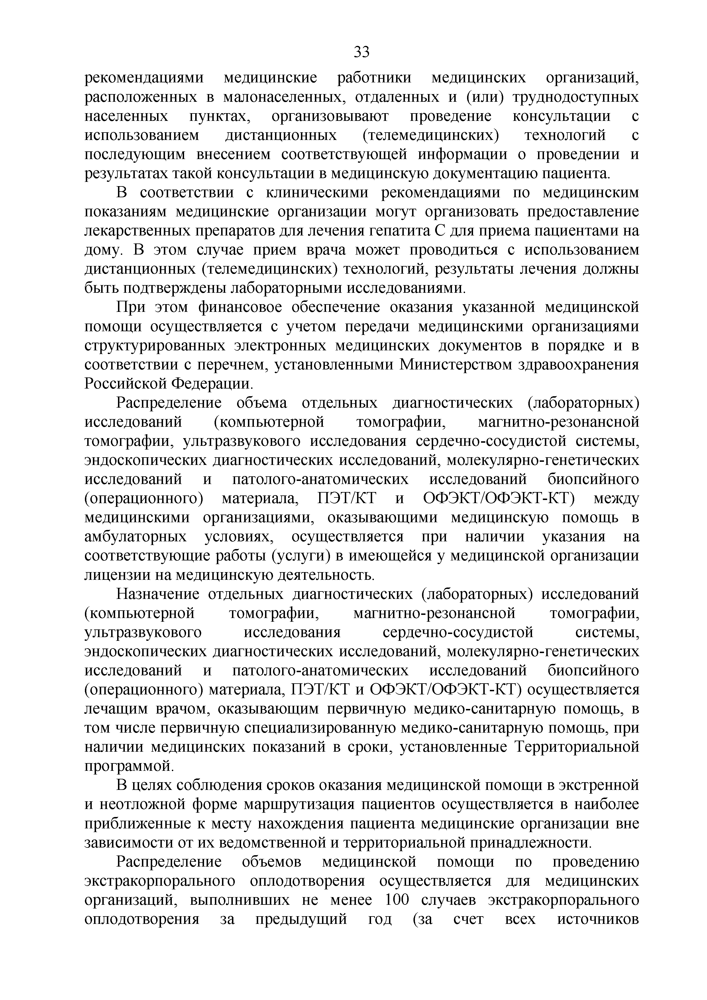 33
рекомендациями медицинские работники медицинских организаций,
расположенных в малонаселенных, отдаленных и (или) труднодоступных
населенных пунктах, организовывают проведение консультации с
использованием дистанционных (телемедицинских) технологий с
последующим внесением соответствующей информации о проведении и
результатах такой консультации в медицинскую документацию пациента.
В соответствии с клиническими рекомендациями по медицинским
показаниям медицинские организации могут организовать предоставление
лекарственных препаратов для лечения гепатита С для приема пациентами на
дому. В этом случае прием врача может проводиться с использованием
дистанционных (телемедицинских) технологий, результаты лечения должны
быть подтверждены лабораторными исследованиями.
При этом финансовое обеспечение оказания указанной медицинской
помощи осуществляется с учетом передачи медицинскими организациями
структурированных электронных медицинских документов в порядке и в
соответствии с перечнем, установленными Министерством здравоохранения
Российской Федерации.
Распределение объема отдельных диагностических (лабораторных)
исследований (компьютерной томографии, магнитно-резонансной
томографии, ультразвукового исследования сердечно-сосудистой системы,
эндоскопических диагностических исследований, молекулярно-генетических
исследований и патолого-анатомических исследований биопсийного
(операционного) материала, ПЭТ/КТ и ОФЭКТ/ОФЭКТ-КТ) между
медицинскими организациями, оказывающими медицинскую помощь в
амбулаторных условиях, осуществляется при наличии указания на
соответствующие работы (услуги) в имеющейся у медицинской организации
лицензии на медицинскую деятельность.
Назначение отдельных диагностических (лабораторных) исследований
(компьютерной томографии, магнитно-резонансной томографии,
ультразвукового исследования сердечно-сосудистой системы,
эндоскопических диагностических исследований, молекулярно-генетических
исследований и патолого-анатомических исследований биопсийного
(операционного) материала, ПЭТ/КТ и ОФЭКТ/ОФЭКТ-КТ) осуществляется
лечащим врачом, оказывающим первичную медико-санитарную помощь, в
том числе первичную специализированную медико-санитарную помощь, при
наличии медицинских показаний в сроки, установленные Территориальной
программой.
В целях соблюдения сроков оказания медицинской помощи в экстренной
и неотложной форме маршрутизация пациентов осуществляется в наиболее
приближенные к месту нахождения пациента медицинские организации вне
зависимости от их ведомственной и территориальной принадлежности.
Распределение объемов медицинской помощи по проведению
экстракорпорального оплодотворения осуществляется для медицинских
организаций, выполнивших не менее 100 случаев экстракорпорального
оплодотворения за предыдущий год (за счет всех источников